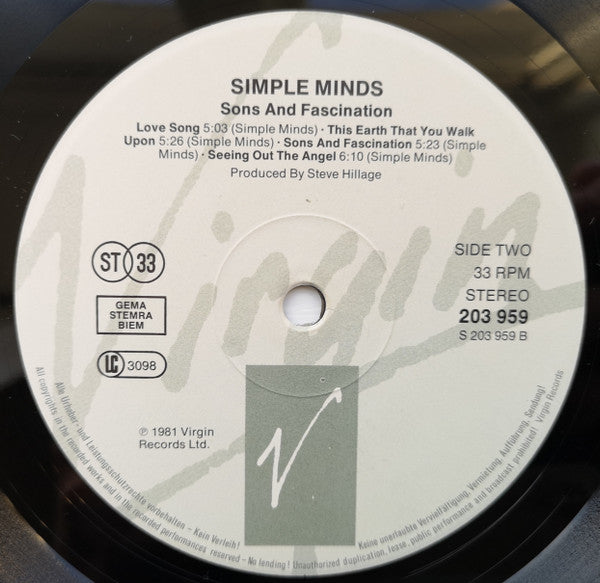 SIMPLE MINDS
Sons And Fascination
Love Song 5:03 (Simple Minds) · This Earth That You Walk
Upon 5:26 (Simple Minds) · Sons And Fascination 5:23 (Simple
Minds) · Seeing Out The Angel 6:10 (Simple Minds)
Produced By Steve Hillage
Virgin
ST 33
GEMA
STEMRA
BIEM
LC 3098
SIDE TWO
33 RPM
STEREO
203 959
S 203 959 B
℗ 1981 Virgin
Records Ltd.
V
Alle Urheber- und Leistungsschutzrechte vorbehalten – Kein Verleih! Keine unerlaubte Vervielfältigung, Vermietung, Aufführung, Sendung!
All copyrights in the recorded works and in the recorded performances reserved – No lending! Unauthorized duplication, lease, public performance and broadcast prohibited! Virgin Records